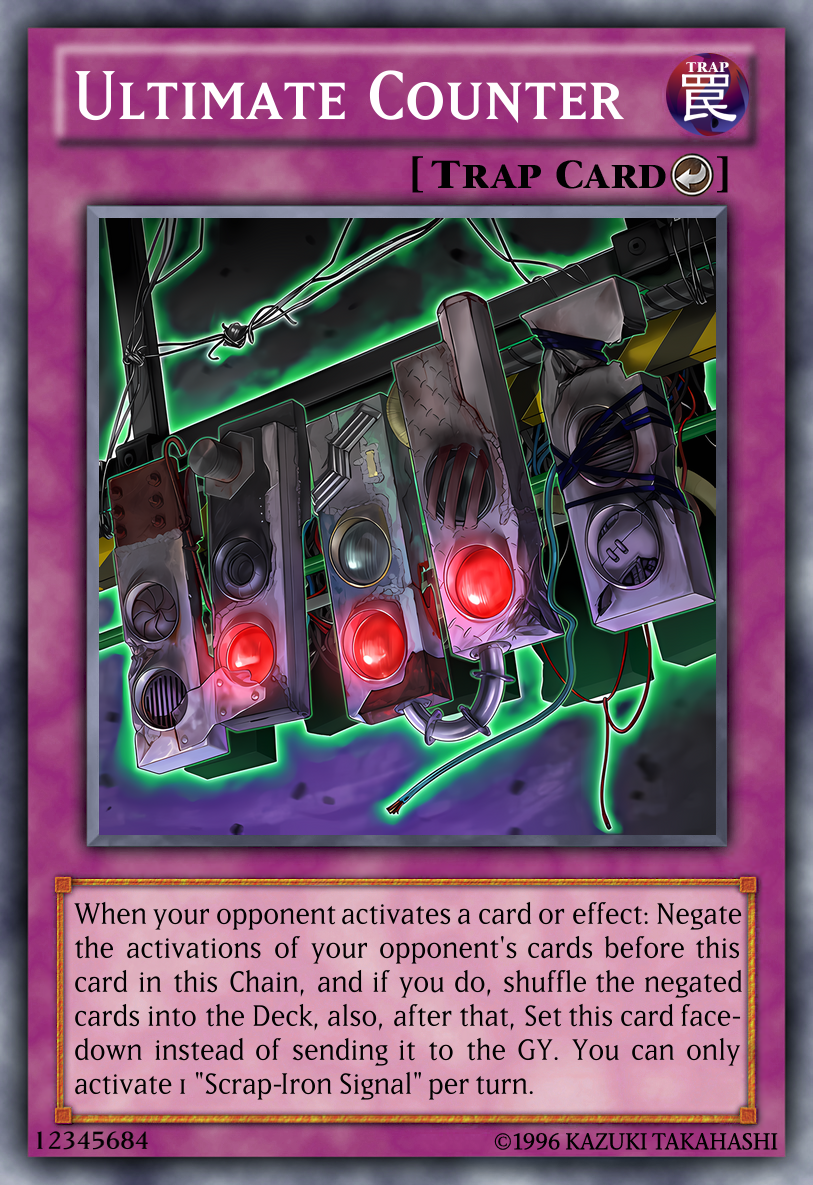 ULTIMATE COUNTER
TRAP
罠
[TRAP CARD]
When your opponent activates a card or effect: Negate
the activations of your opponent's cards before this
card in this Chain, and if you do, shuffle the negated
cards into the Deck, also, after that, Set this card face-
down instead of sending it to the GY. You can only
activate 1 "Scrap-Iron Signal" per turn.
12345684
©1996 KAZUKI TAKAHASHI